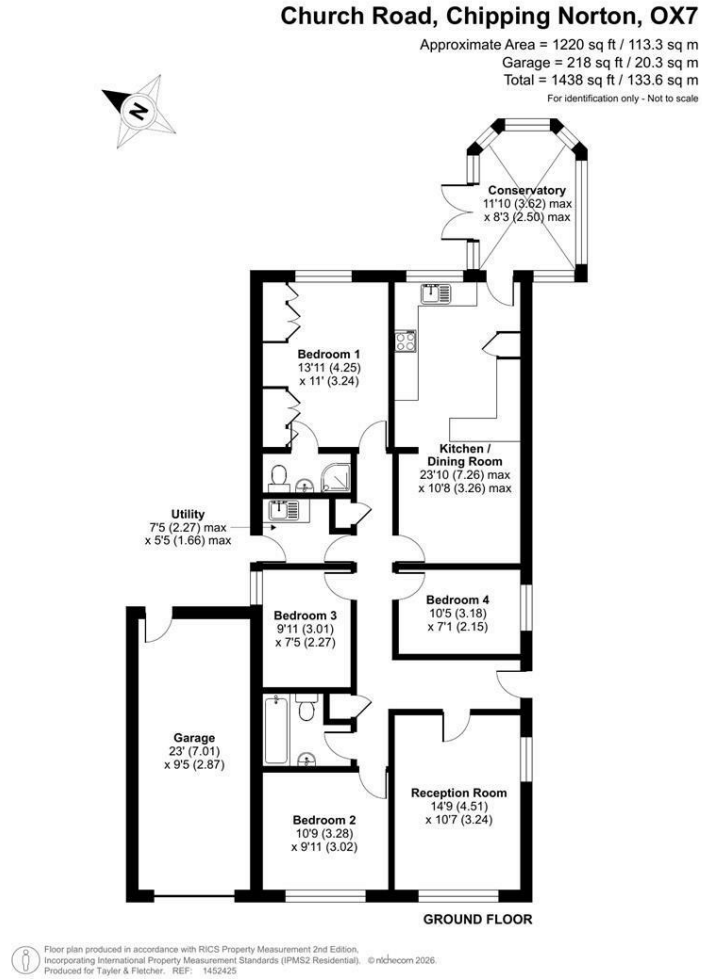 Church Road, Chipping Norton, OX7
Approximate Area = 1220 sq ft / 113.3 sq m
Garage = 218 sq ft / 20.3 sq m
Total = 1438 sq ft / 133.6 sq m
For identification only - Not to scale
N
Conservatory
11'10 (3.62) max
x 8'3 (2.50) max
Bedroom 1
13'11 (4.25)
x 11' (3.24)
Kitchen /
Dining Room
23'10 (7.26) max
x 10'8 (3.26) max
Utility
7'5 (2.27) max
x 5'5 (1.66) max
Bedroom 3
9'11 (3.01)
x 7'5 (2.27)
Bedroom 4
10'5 (3.18)
x 7'1 (2.15)
Garage
23' (7.01)
x 9'5 (2.87)
Reception Room
14'9 (4.51)
x 10'7 (3.24)
Bedroom 2
10'9 (3.28)
x 9'11 (3.02)
GROUND FLOOR
Floor plan produced in accordance with RICS Property Measurement 2nd Edition,
Incorporating International Property Measurement Standards (IPMS2 Residential). © nichecom 2026.
Produced for Tayler & Fletcher. REF: 1452425